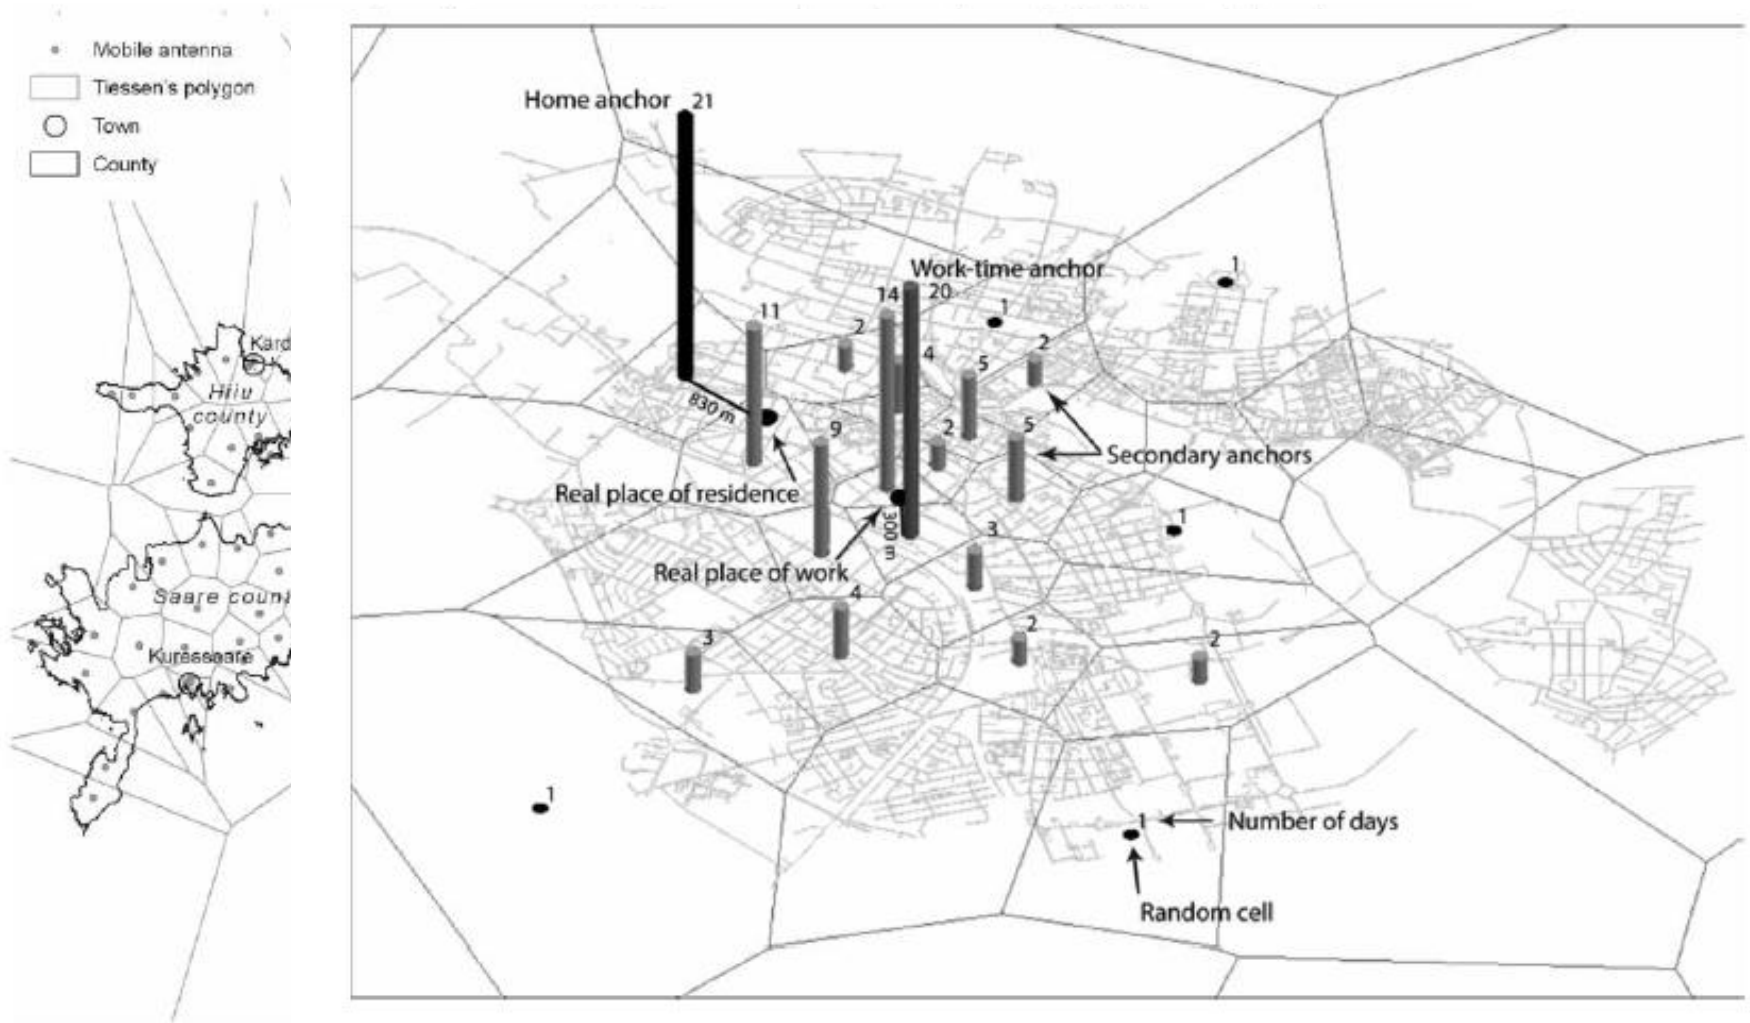 Mobile antenna
Tiessen's polygon
Town
County
Kard
Hiiu
county
Saare count
Kuressaare
Home anchor 21
Work-time anchor
20
14
11
2
4
1
1
2
5
830 m
9
2
5
Secondary anchors
Real place of residence
300 m
1
3
Real place of work
4
3
2
2
1
1
Number of days
Random cell